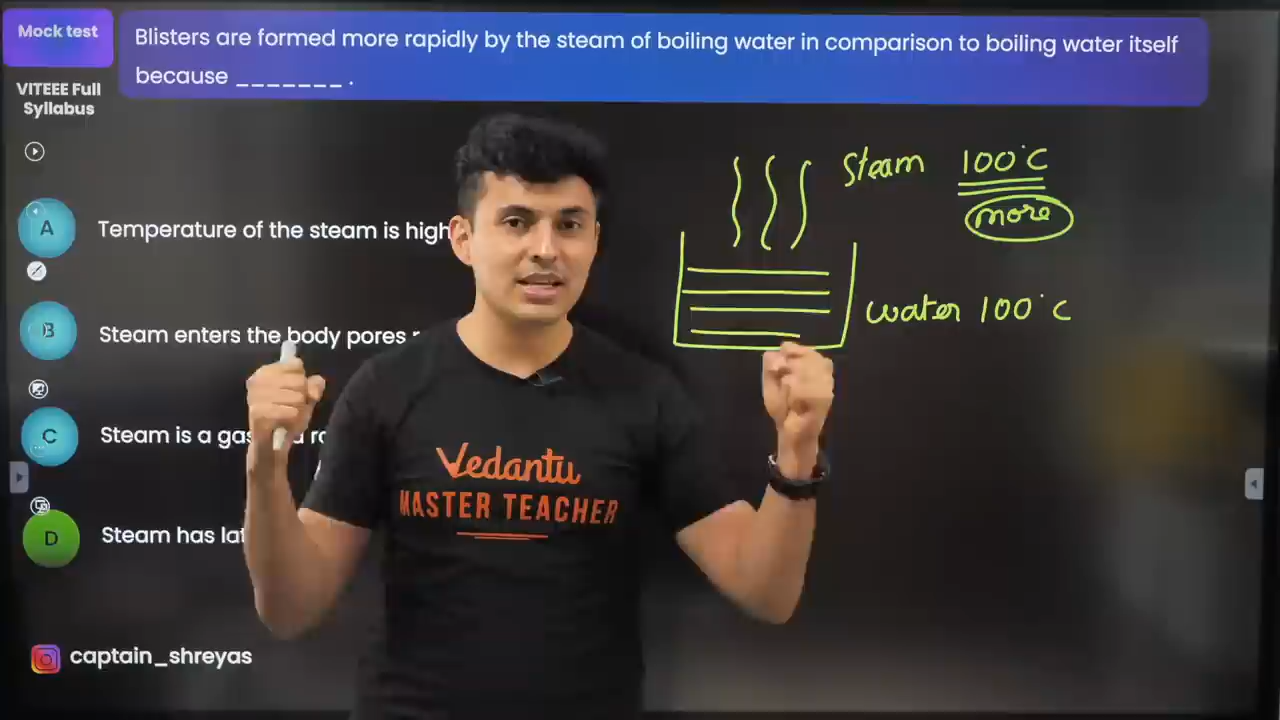 Mock test
Blisters are formed more rapidly by the steam of boiling water in comparison to boiling water itself
because _______ .
VITEEE Full
Syllabus
A
Temperature of the steam is high
B
Steam enters the body pores
C
Steam is a
D
Steam has
captain_shreyas
Steam 100°C
more
water 100°C
Vedantu
MASTER TEACHER